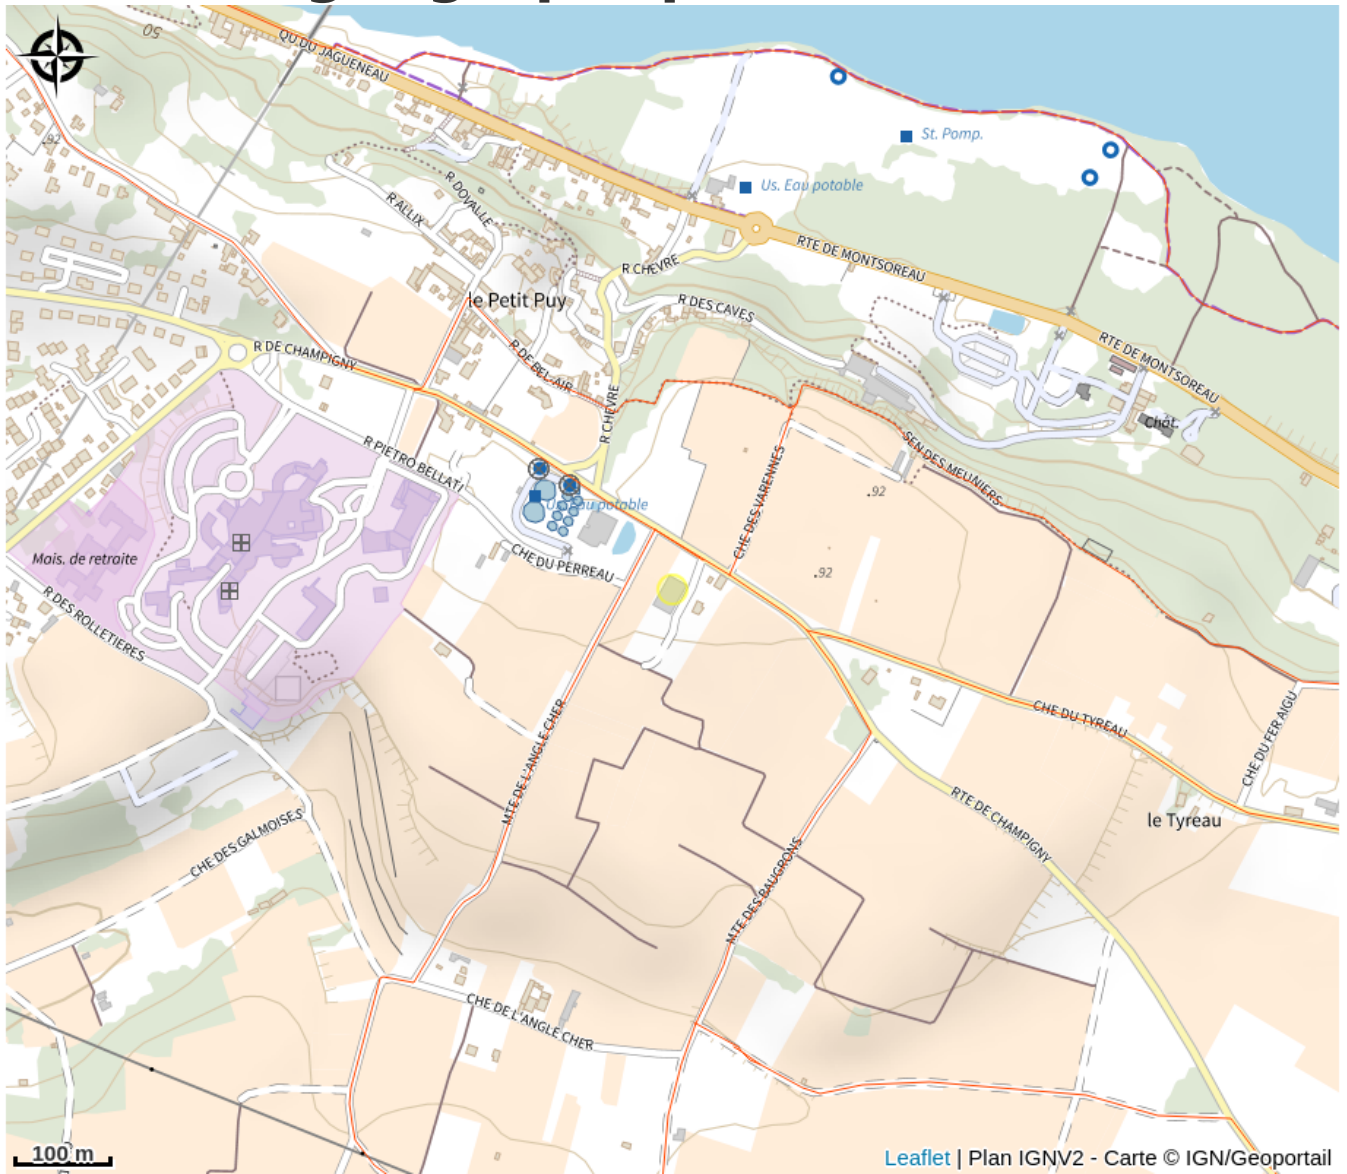 50
QU DU JAGUENEAU
St. Pomp.
.92
Us. Eau potable
R DOVALLE
R ALLIX
RTE DE MONTSOREAU
R CHEVRE
le Petit Puy
R DES CAVES
RTE DE MONTSOREAU
R DE CHAMPIGNY
R DE BEL-AIR
R CHEVRE
Chât.
R PIETRO BELLATI
SEN DES MEUNIERS
CHE DES VARENNES
.92
Us. Eau potable
Mais. de retraite
CHE DU PERREAU
.92
R DES ROLLETIERES
CHE DU TYREAU
CHE DU FER AIGU
MTE DE L'ANGLE CHER
RTE DE CHAMPIGNY
le Tyreau
CHE DES GALMOISES
MTE DES BAUGRONS
CHE DE L'ANGLE CHER
100 m
Leaflet | Plan IGNV2 - Carte © IGN/Geoportail